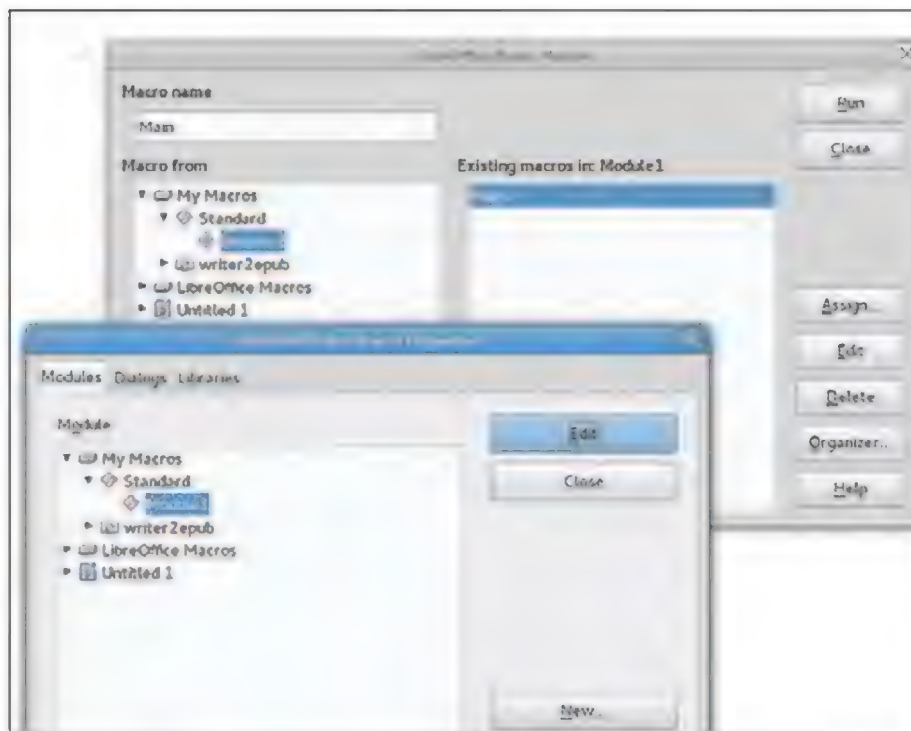 Macro name
Main
Macro from
My Macros
Standard
writer2epub
LibreOffice Macros
Untitled 1
Existing macros in: Module1
Run
Close
Assign...
Edit
Delete
Organizer...
Help
Modules Dialogs Libraries
Module
My Macros
Standard
writer2epub
LibreOffice Macros
Untitled 1
Edit
Close
New...